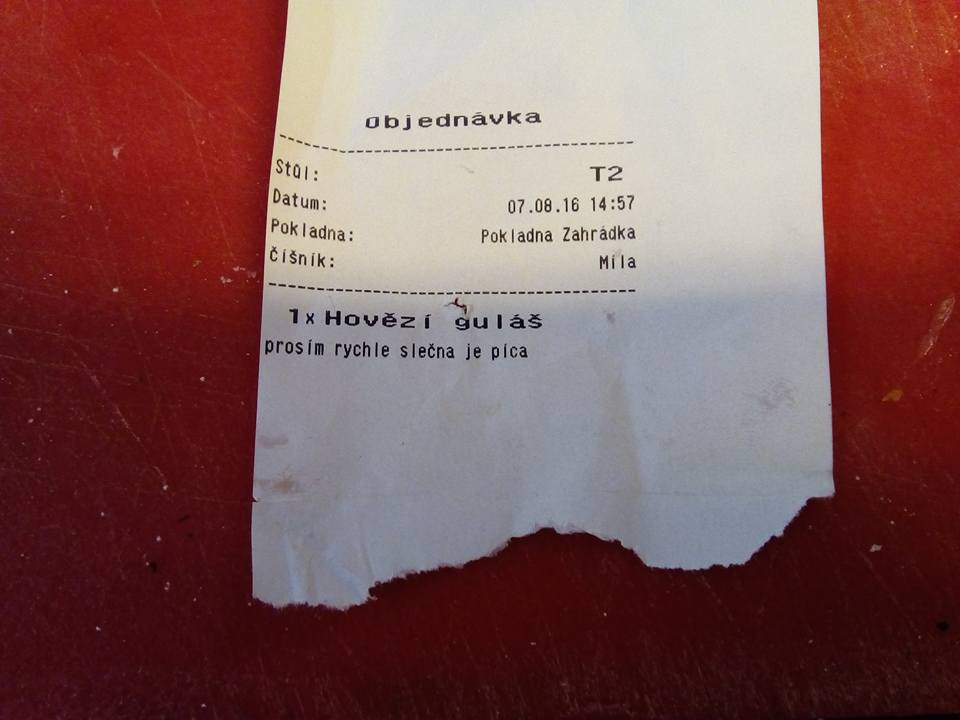 Objednávka
Stůl: T2
Datum: 07.08.16 14:57
Pokladna: Pokladna Zahrádka
Číšník: Míla
1x Hovězí guláš
prosím rychle slečna je píca